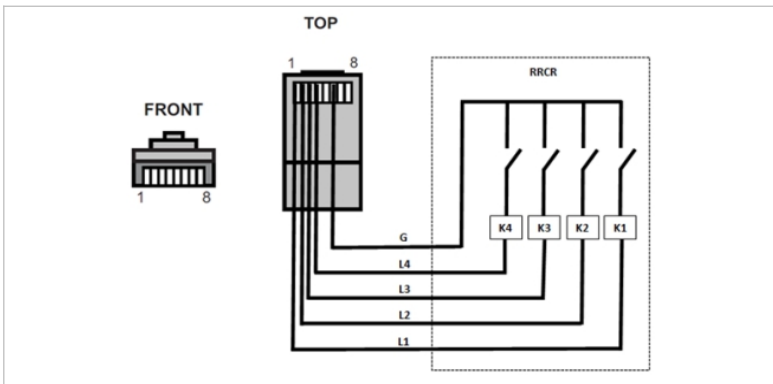 TOP
1 8
RRCR
FRONT
1 8
K4 K3 K2 K1
G
L4
L3
L2
L1